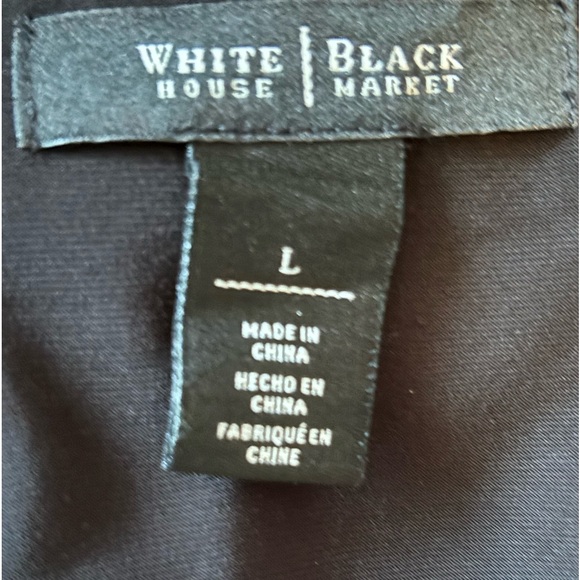 WHITE | BLACK
HOUSE | MARKET
L
MADE IN
CHINA
HECHO EN
CHINA
FABRIQUÉ EN
CHINE